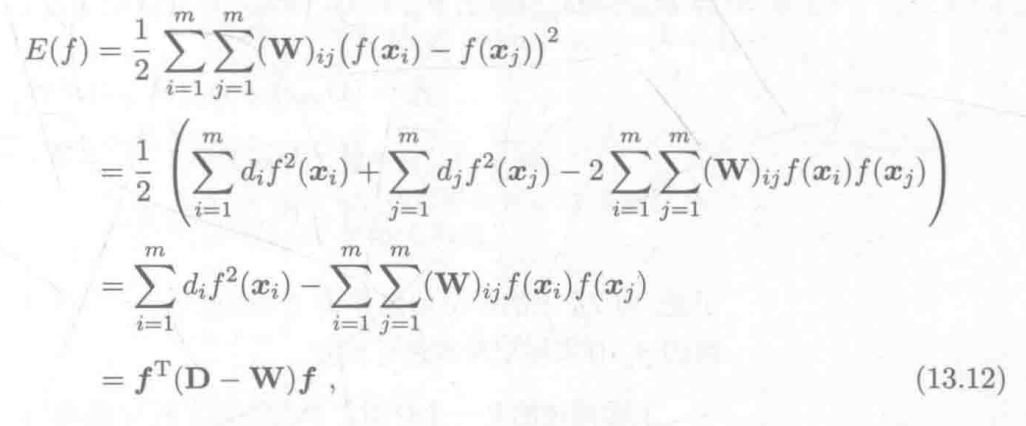 E(f) = \frac{1}{2} \sum_{i=1}^{m} \sum_{j=1}^{m} (\mathbf{W})_{ij} (f(\boldsymbol{x}_i) - f(\boldsymbol{x}_j))^2
= \frac{1}{2} \left( \sum_{i=1}^{m} d_i f^2(\boldsymbol{x}_i) + \sum_{j=1}^{m} d_j f^2(\boldsymbol{x}_j) - 2 \sum_{i=1}^{m} \sum_{j=1}^{m} (\mathbf{W})_{ij} f(\boldsymbol{x}_i) f(\boldsymbol{x}_j) \right)
= \sum_{i=1}^{m} d_i f^2(\boldsymbol{x}_i) - \sum_{i=1}^{m} \sum_{j=1}^{m} (\mathbf{W})_{ij} f(\boldsymbol{x}_i) f(\boldsymbol{x}_j)
= \boldsymbol{f}^{\mathrm{T}} (\mathbf{D} - \mathbf{W}) \boldsymbol{f} , (13.12)